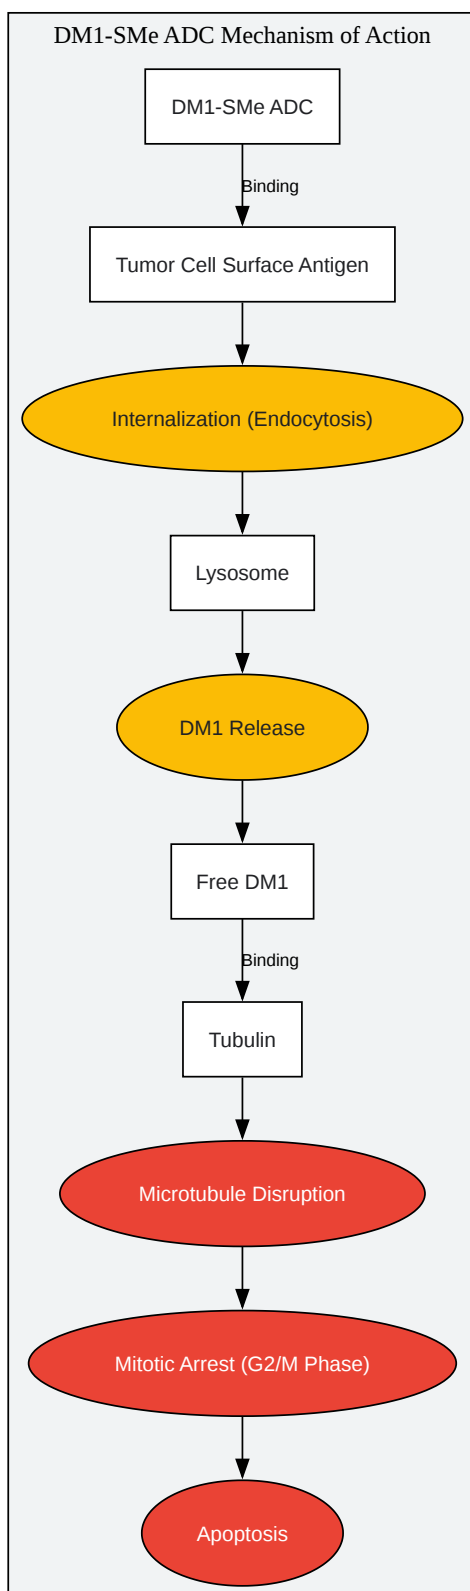 DM1-SMe ADC Mechanism of Action
DM1-SMe ADC
Binding
Tumor Cell Surface Antigen
Internalization (Endocytosis)
Lysosome
DM1 Release
Free DM1
Binding
Tubulin
Microtubule Disruption
Mitotic Arrest (G2/M Phase)
Apoptosis